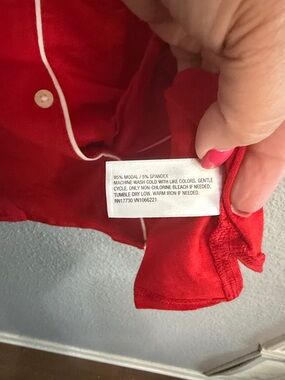 95% MODAL / 5% SPANDEX
MACHINE WASH COLD WITH LIKE COLORS, GENTLE
CYCLE, ONLY NON-CHLORINE BLEACH IF NEEDED,
TUMBLE DRY LOW. WARM IRON IF NEEDED.
RN17730 VN1066221